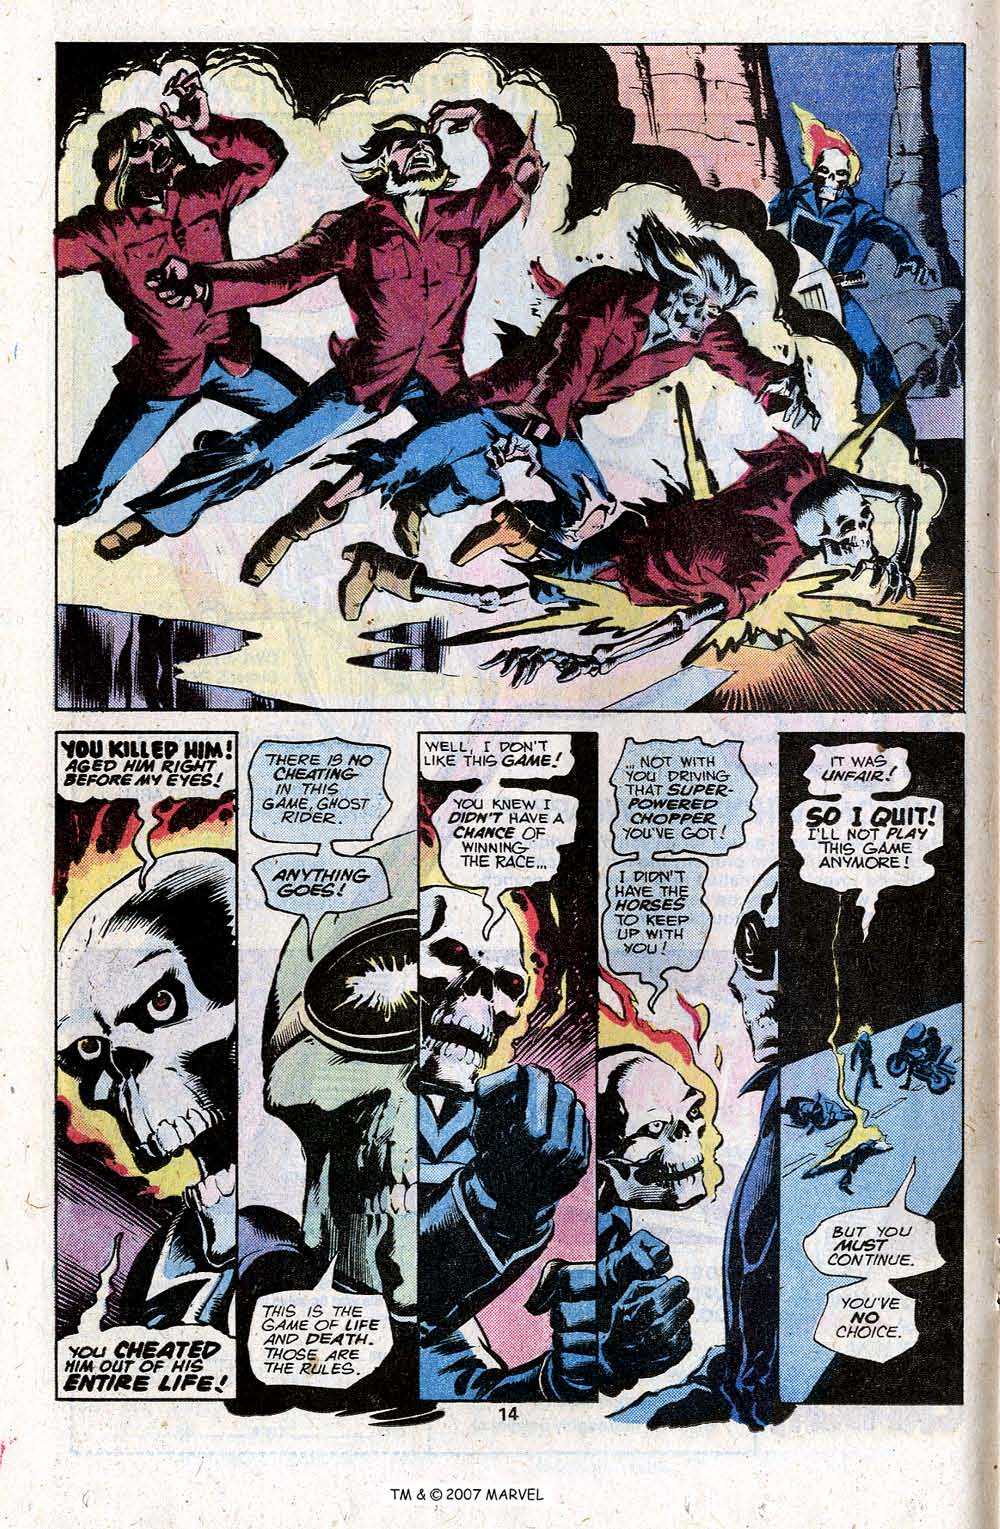 YOU KILLED HIM!
AGED HIM RIGHT
BEFORE MY EYES!
YOU CHEATED
HIM OUT OF HIS
ENTIRE LIFE!
THERE IS NO
CHEATING
IN THIS
GAME, GHOST
RIDER.
ANYTHING
GOES!
THIS IS THE
GAME OF LIFE
AND DEATH.
THOSE ARE
THE RULES.
WELL, I DON'T
LIKE THIS GAME!
YOU KNEW I
DIDN'T HAVE A
CHANCE OF
WINNING
THE RACE...
...NOT WITH
YOU DRIVING
THAT SUPER-
POWERED
CHOPPER
YOU'VE GOT!
I DIDN'T
HAVE THE
HORSES
TO KEEP
UP WITH
YOU!
IT WAS
UNFAIR!
SO I QUIT!
I'LL NOT PLAY
THIS GAME
ANYMORE!
BUT YOU
MUST
CONTINUE.
YOU'VE
NO
CHOICE.
14
TM & © 2007 MARVEL